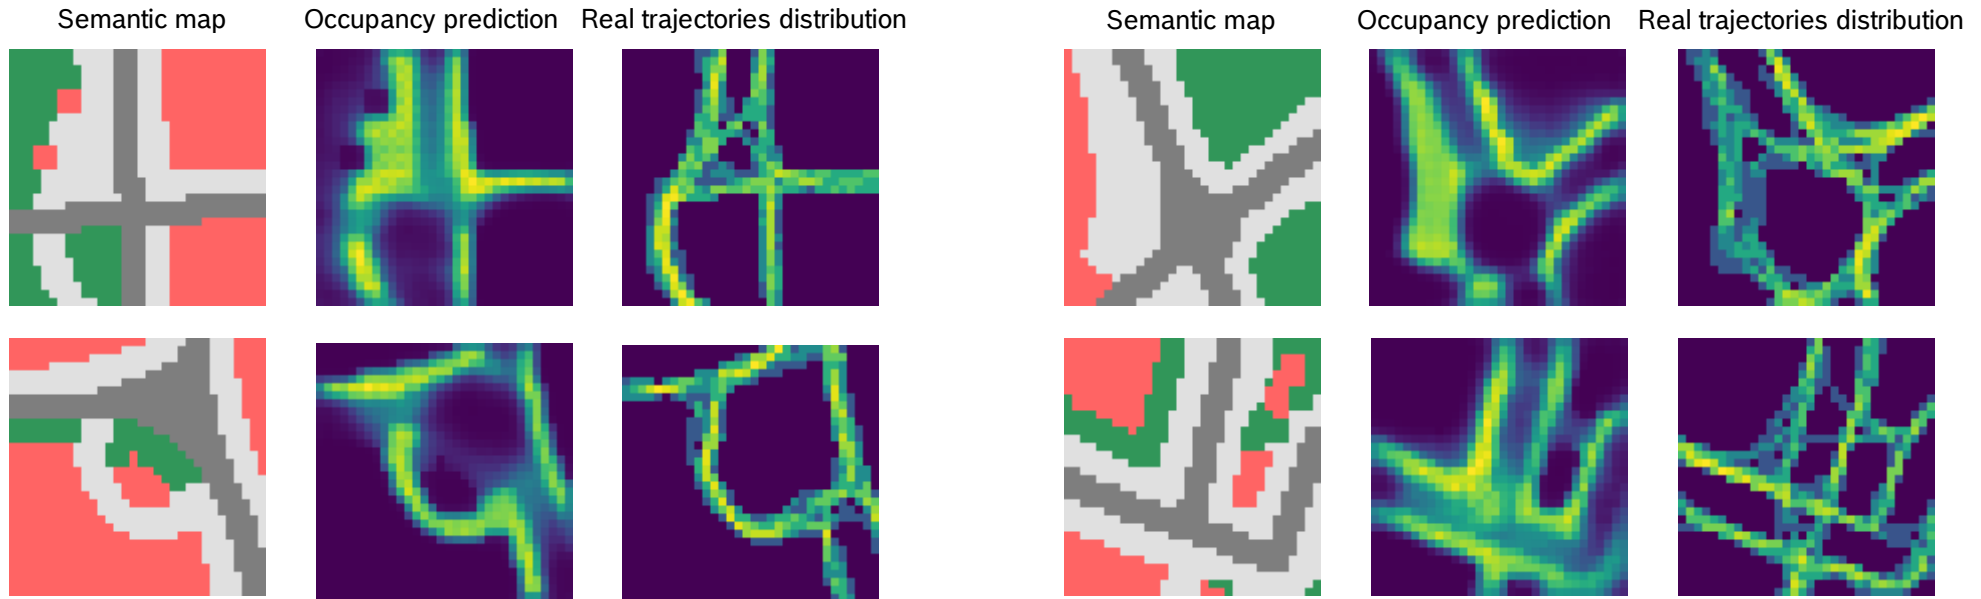 Semantic map
Occupancy prediction
Real trajectories distribution
Semantic map
Occupancy prediction
Real trajectories distribution